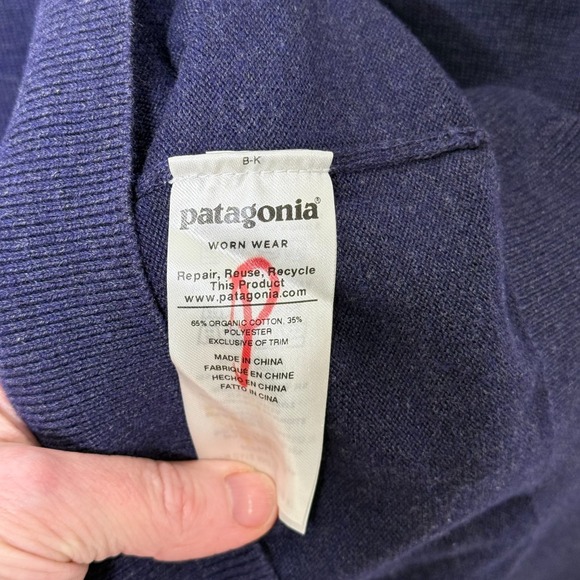 B-K
patagonia®
WORN WEAR
Repair, Reuse, Recycle
This Product
www.patagonia.com
65% ORGANIC COTTON, 35%
POLYESTER
EXCLUSIVE OF TRIM
MADE IN CHINA
FABRIQUÉ EN CHINE
HECHO EN CHINA
FATTO IN CINA